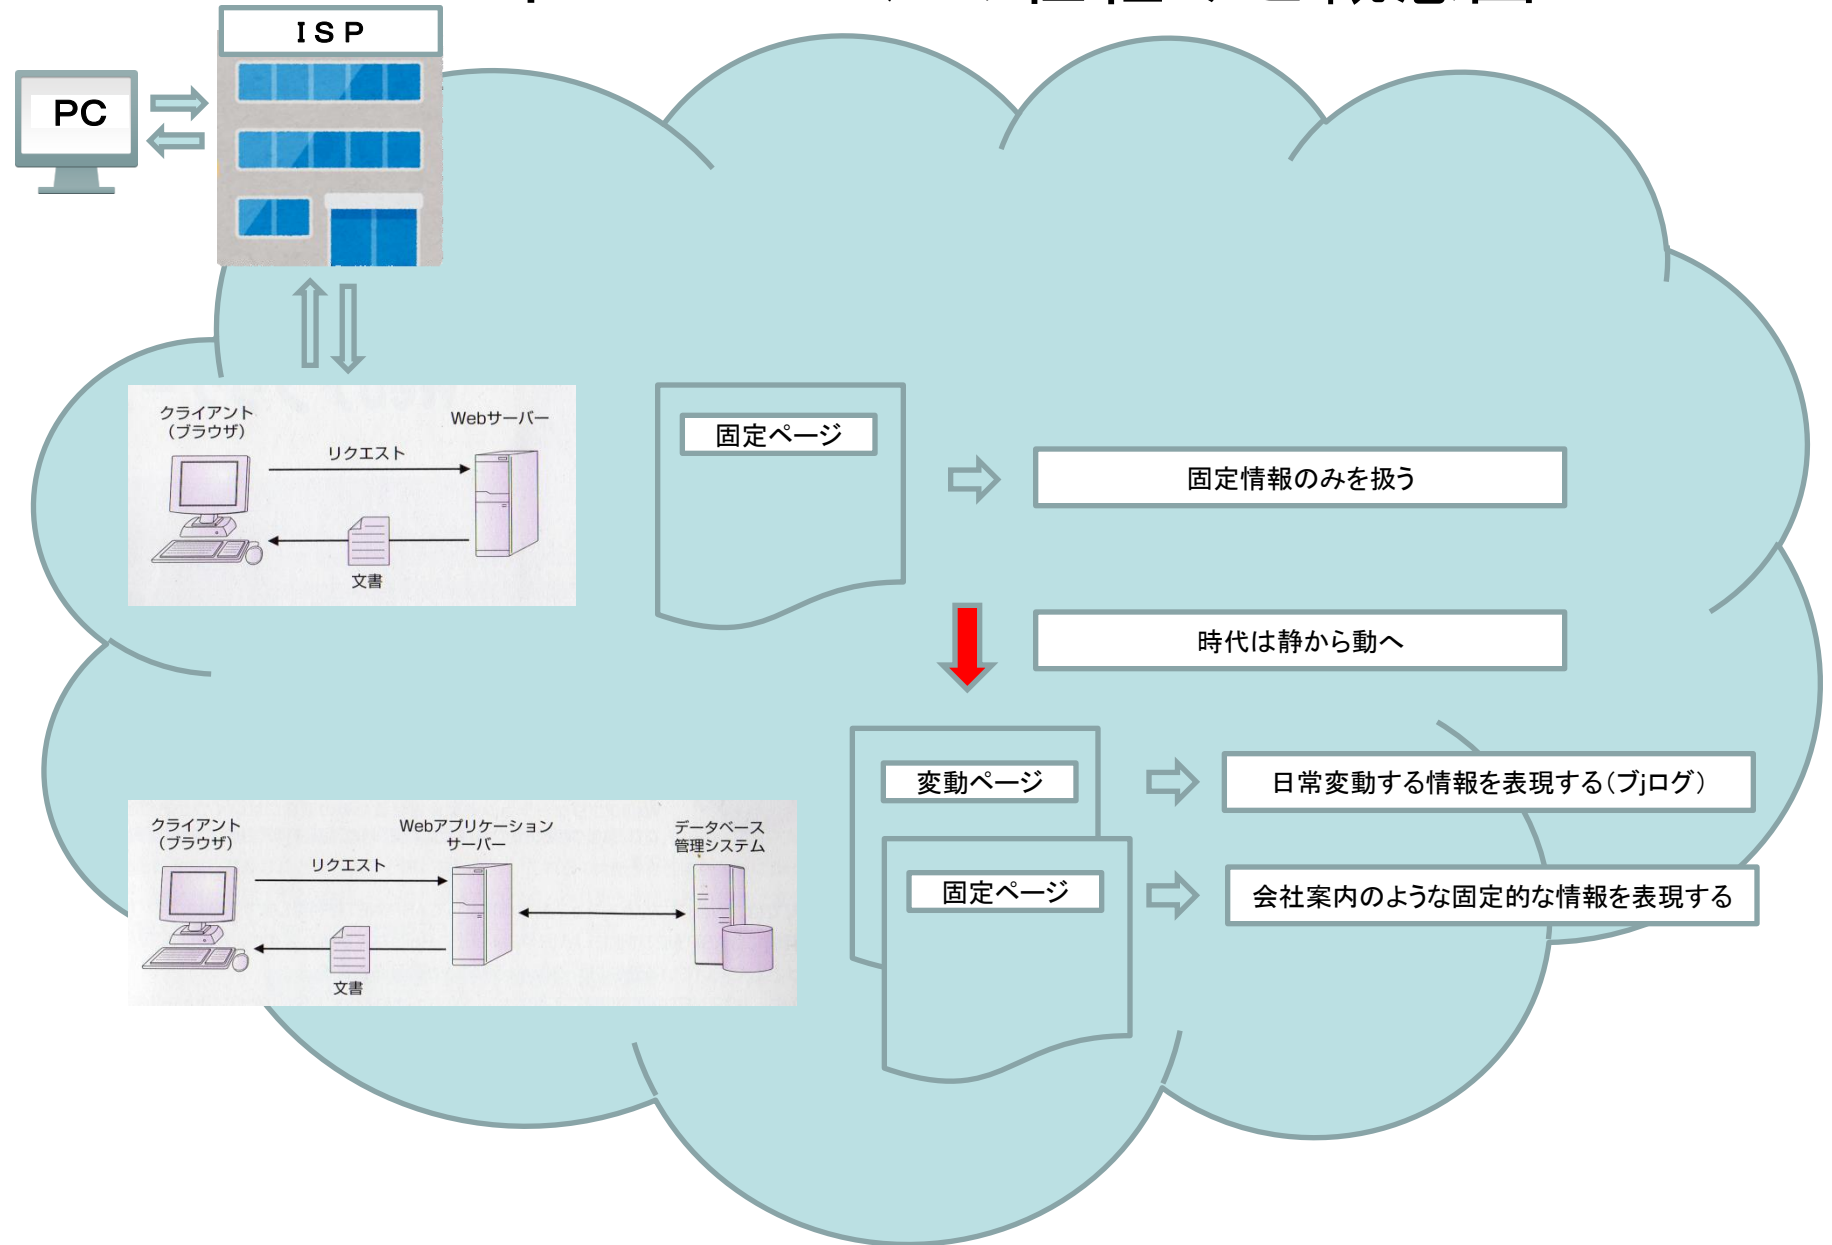 ISP
PC
クライアント
(ブラウザ)
Webサーバー
リクエスト
文書
固定ページ
固定情報のみを扱う
時代は静から動へ
変動ページ
日常変動する情報を表現する(ブjログ)
固定ページ
会社案内のような固定的な情報を表現する
クライアント
(ブラウザ)
Webアプリケーション
サーバー
データベース
管理システム
リクエスト
文書